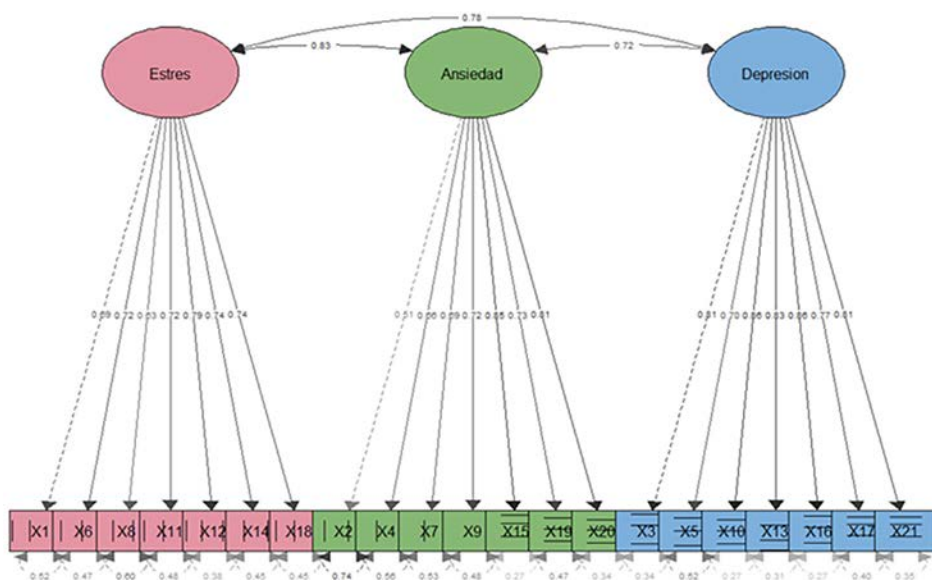 0.78
0.83
0.72
Estres
Ansiedad
Depresion
0.69 0.72 0.63 0.72 0.79 0.74 0.74 0.51 0.66 0.69 0.72 0.85 0.73 0.81 0.81 0.70 0.86 0.83 0.86 0.77 0.81
X1 X6 X8 X11 X12 X14 X18 X2 X4 X7 X9 X15 X19 X20 X3 X5 X10 X13 X16 X17 X21
0.52 0.47 0.60 0.48 0.38 0.45 0.45 0.74 0.56 0.53 0.48 0.27 0.47 0.34 0.34 0.52 0.27 0.31 0.27 0.40 0.35